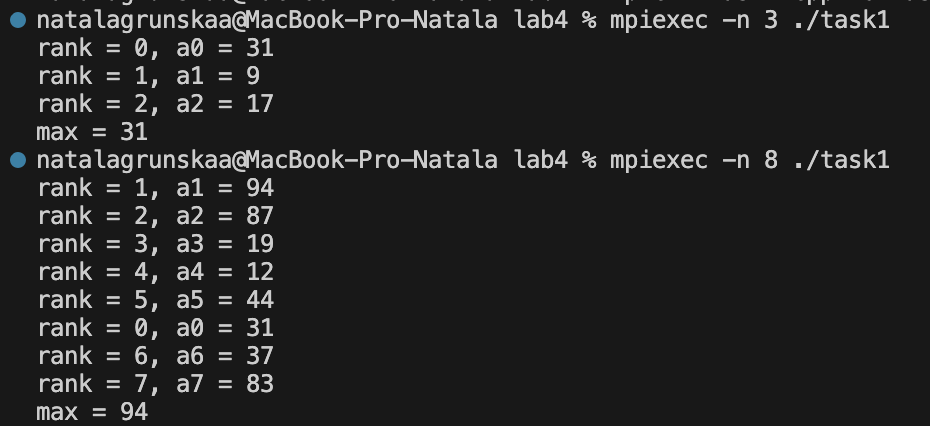 natalagrunskaa@MacBook-Pro-Natala lab4 % mpiexec -n 3 ./task1
rank = 0, a0 = 31
rank = 1, a1 = 9
rank = 2, a2 = 17
max = 31
natalagrunskaa@MacBook-Pro-Natala lab4 % mpiexec -n 8 ./task1
rank = 1, a1 = 94
rank = 2, a2 = 87
rank = 3, a3 = 19
rank = 4, a4 = 12
rank = 5, a5 = 44
rank = 0, a0 = 31
rank = 6, a6 = 37
rank = 7, a7 = 83
max = 94